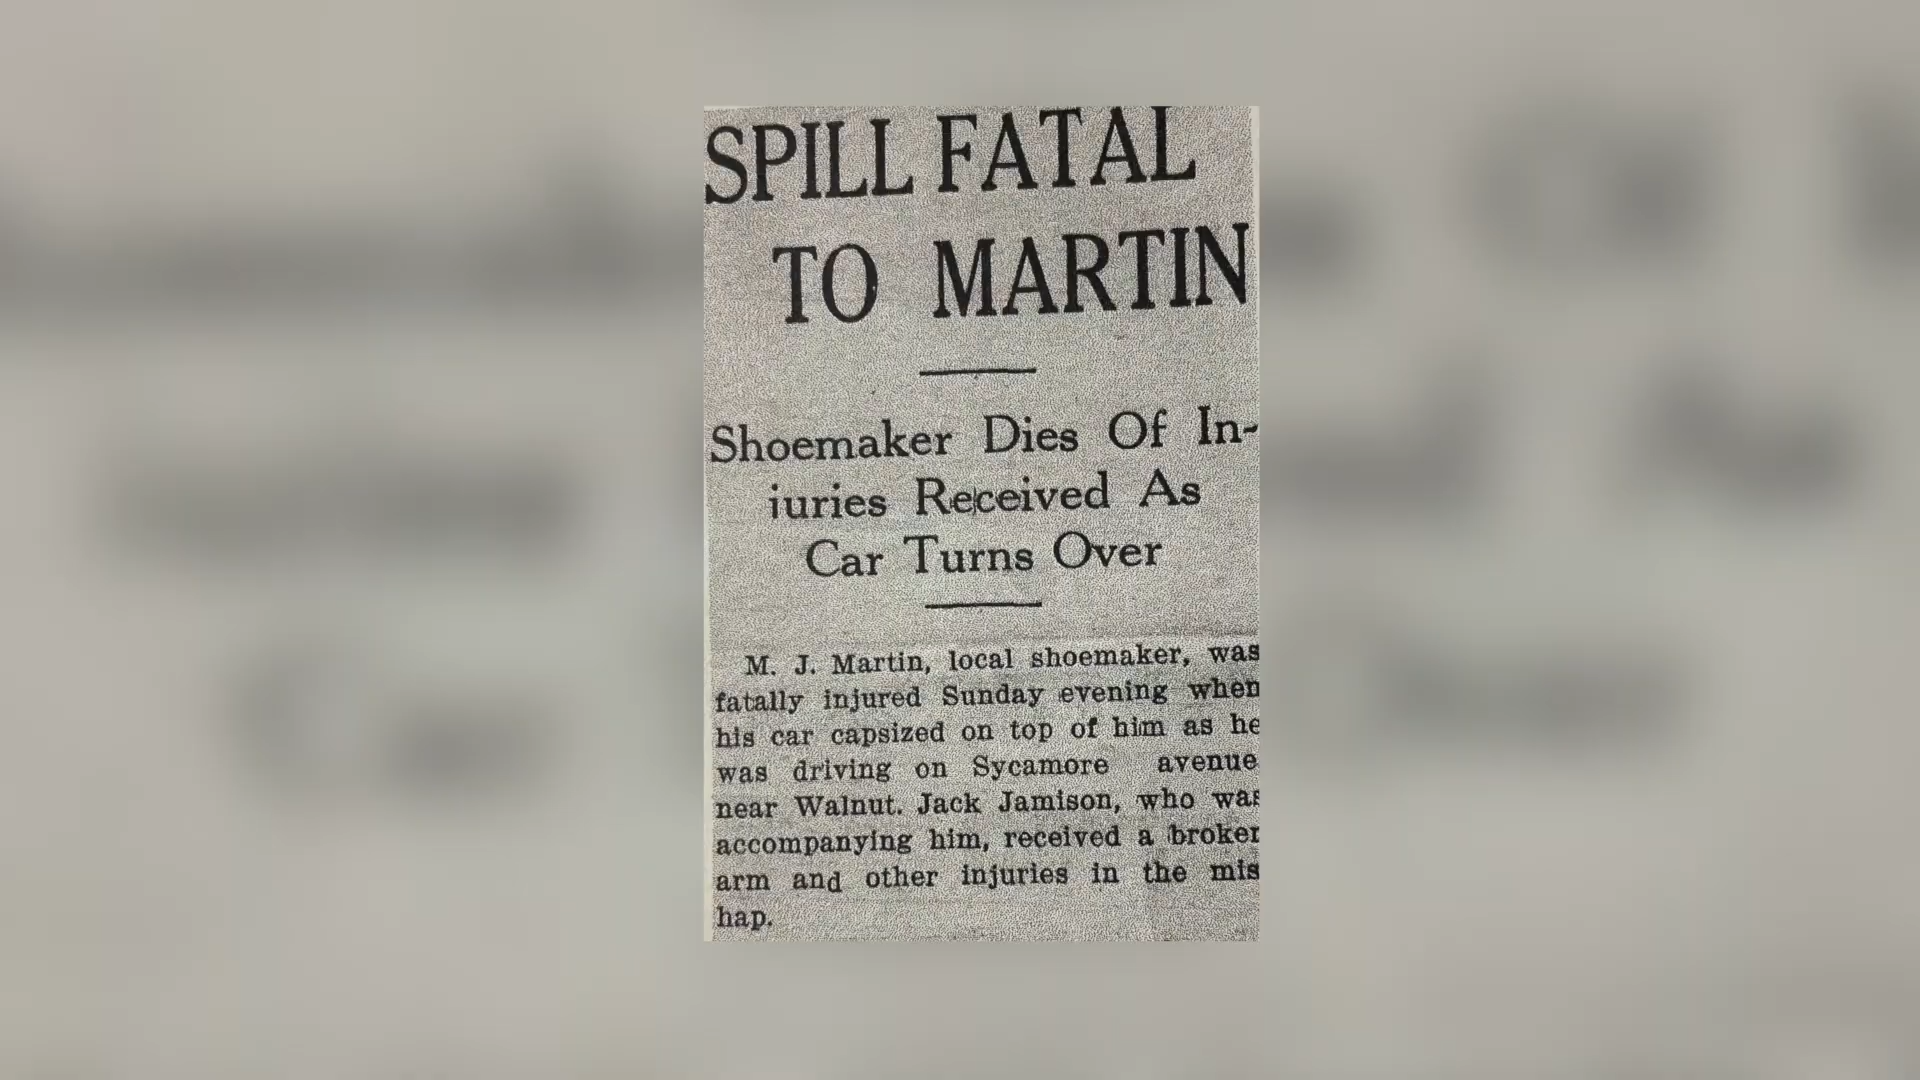 SPILL FATAL
TO MARTIN
Shoemaker Dies Of In-
iuries Received As
Car Turns Over
M. J. Martin, local shoemaker, was
fatally injured Sunday evening when
his car capsized on top of him as he
was driving on Sycamore avenue
near Walnut. Jack Jamison, who was
accompanying him, received a broker
arm and other injuries in the mis
hap.